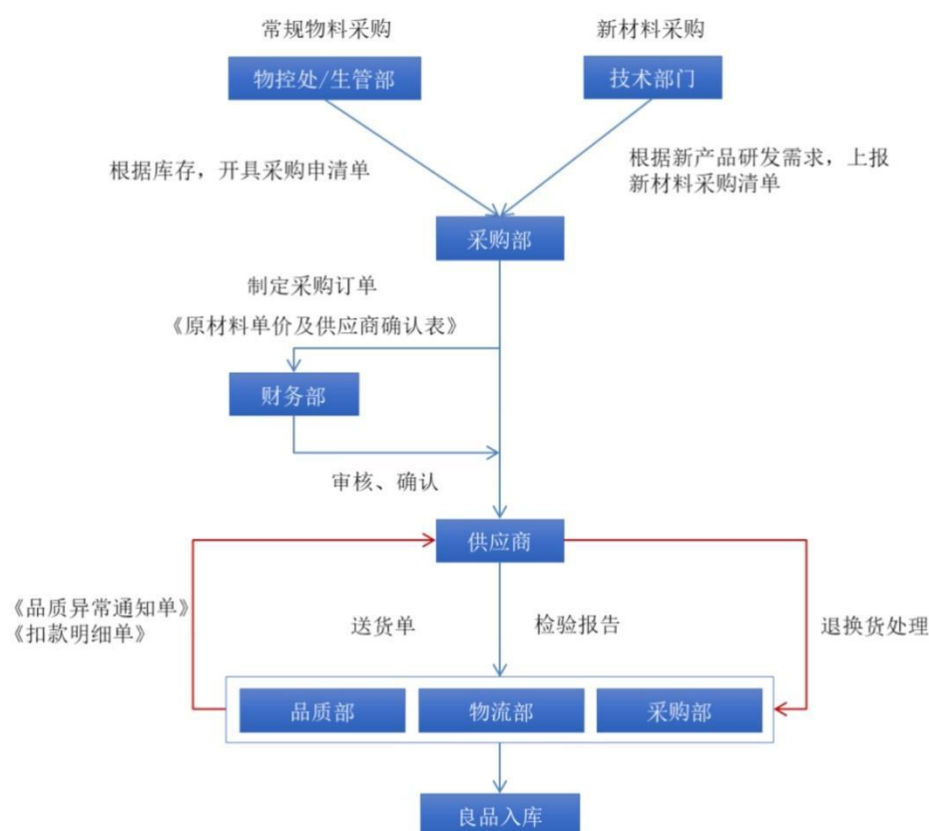 常规物料采购
新材料采购
物控处/生管部
技术部门
根据库存，开具采购申清单
根据新产品研发需求，上报
新材料采购清单
采购部
制定采购订单
《原材料单价及供应商确认表》
财务部
审核、确认
供应商
《品质异常通知单》
《扣款明细单》
送货单
检验报告
退换货处理
品质部
物流部
采购部
良品入库